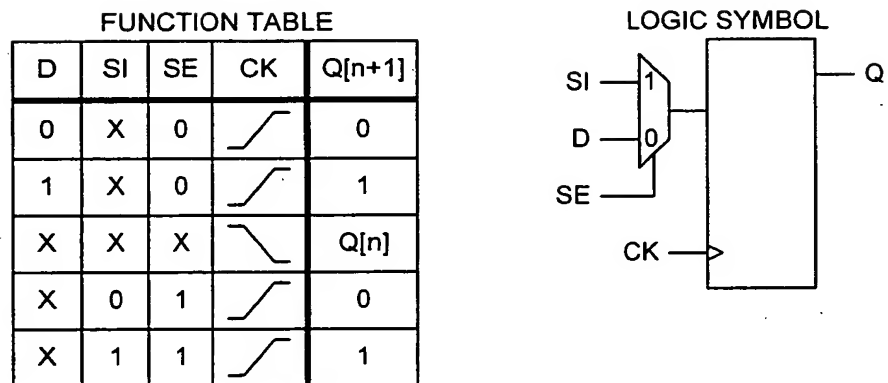 FUNCTION TABLE
D SI SE CK Q[n+1]
0 X 0 0
1 X 0 1
X X X Q[n]
X 0 1 0
X 1 1 1
LOGIC SYMBOL
SI 1 Q
D 0
SE
CK